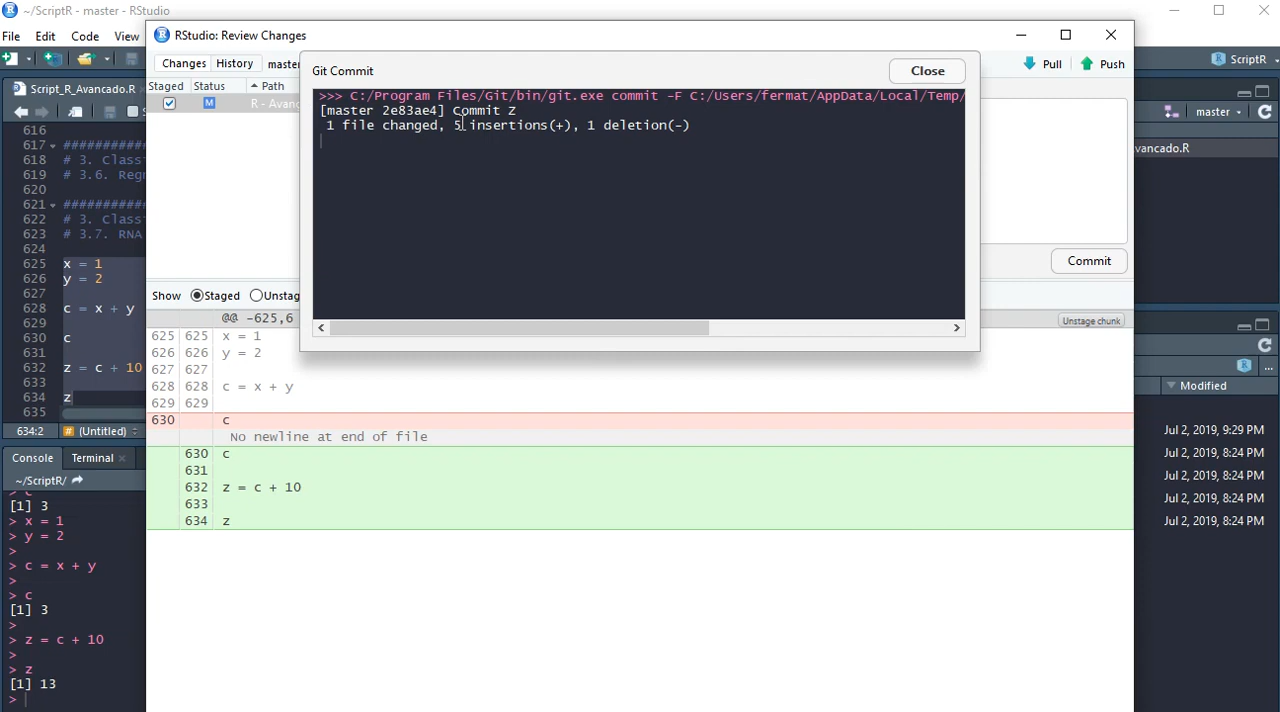 ~/ScriptR - master - RStudio
File Edit Code View
RStudio: Review Changes
ScriptR
Changes History master
Pull Push
Git Commit
Close
Staged Status Path
M R - Avanc
>>> C:/Program Files/Git/bin/git.exe commit -F C:/Users/fermat/AppData/Local/Temp/
[master 2e83ae4] Commit z
1 file changed, 5 insertions(+), 1 deletion(-)
Script_R_Avancado.R
S
master
vancado.R
616
617 ###########
618 # 3. Class
619 # 3.6. Reg
620
621 ###########
622 # 3. Class
623 # 3.7. RNA
624
625 x = 1
626 y = 2
627
628 c = x + y
629
630 c
631
632 z = c + 10
633
634 z
635
634:2 # (Untitled)
Commit
Show Staged Unstag
@@ -625,6
Unstage chunk
625 625 x = 1
626 626 y = 2
627 627
628 628 c = x + y
629 629
630 c
No newline at end of file
630 c
631
632 z = c + 10
633
634 z
...
Modified
Jul 2, 2019, 9:29 PM
Jul 2, 2019, 8:24 PM
Jul 2, 2019, 8:24 PM
Jul 2, 2019, 8:24 PM
Jul 2, 2019, 8:24 PM
Console Terminal
~/ScriptR/
> c
[1] 3
> x = 1
> y = 2
>
> c = x + y
>
> c
[1] 3
>
> z = c + 10
>
> z
[1] 13
>